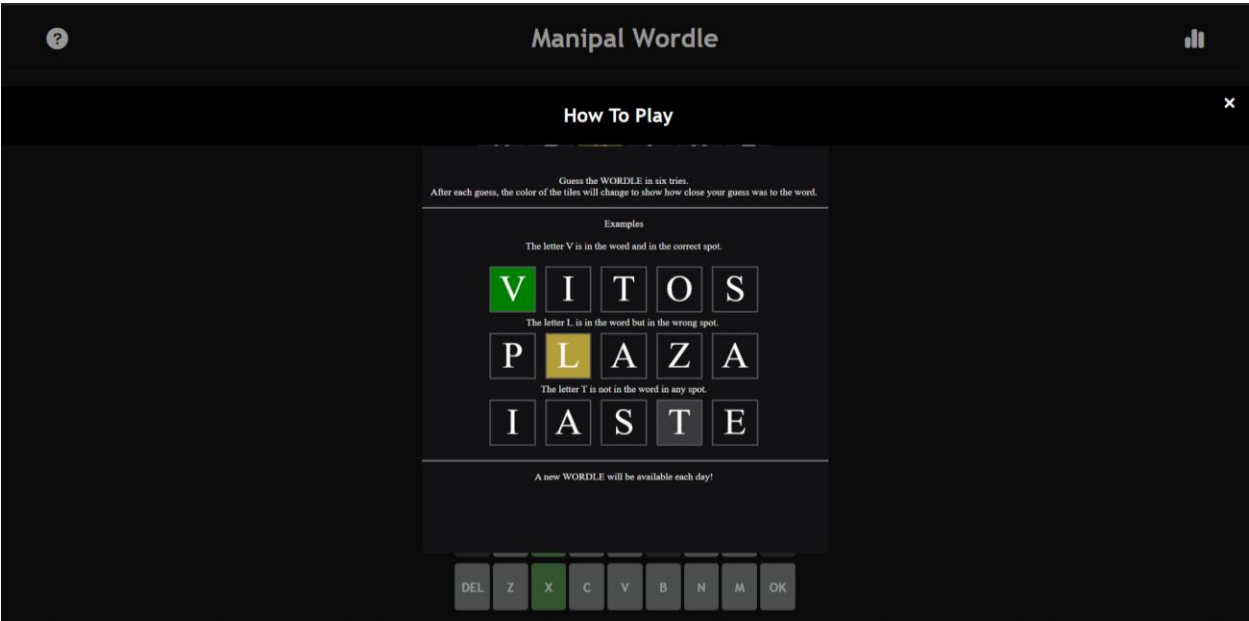 ?
Manipal Wordle
How To Play
×
Guess the WORDLE in six tries.
After each guess, the color of the tiles will change to show how close your guess was to the word.
Examples
The letter V is in the word and in the correct spot.
V I T O S
The letter L is in the word but in the wrong spot.
P L A Z A
The letter T is not in the word in any spot.
I A S T E
A new WORDLE will be available each day!
DEL Z X C V B N M OK